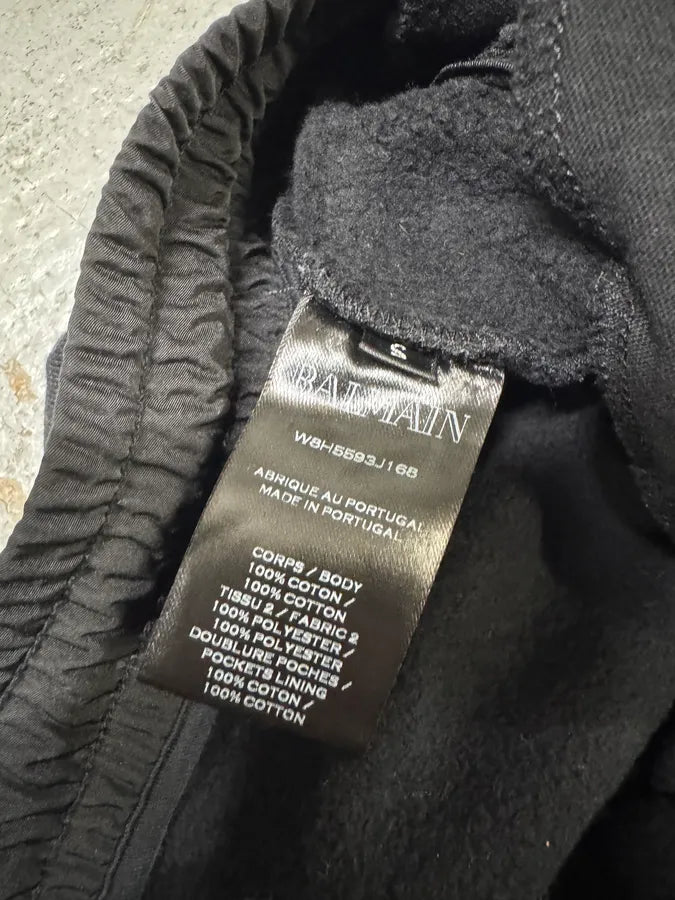 S
BALMAIN
W8H5593J168
ABRIQUE AU PORTUGAL
MADE IN PORTUGAL
CORPS / BODY
100% COTON /
100% COTTON
TISSU 2 / FABRIC 2
100% POLYESTER /
100% POLYESTER
DOUBLURE POCHES /
POCKETS LINING
100% COTON /
100% COTTON